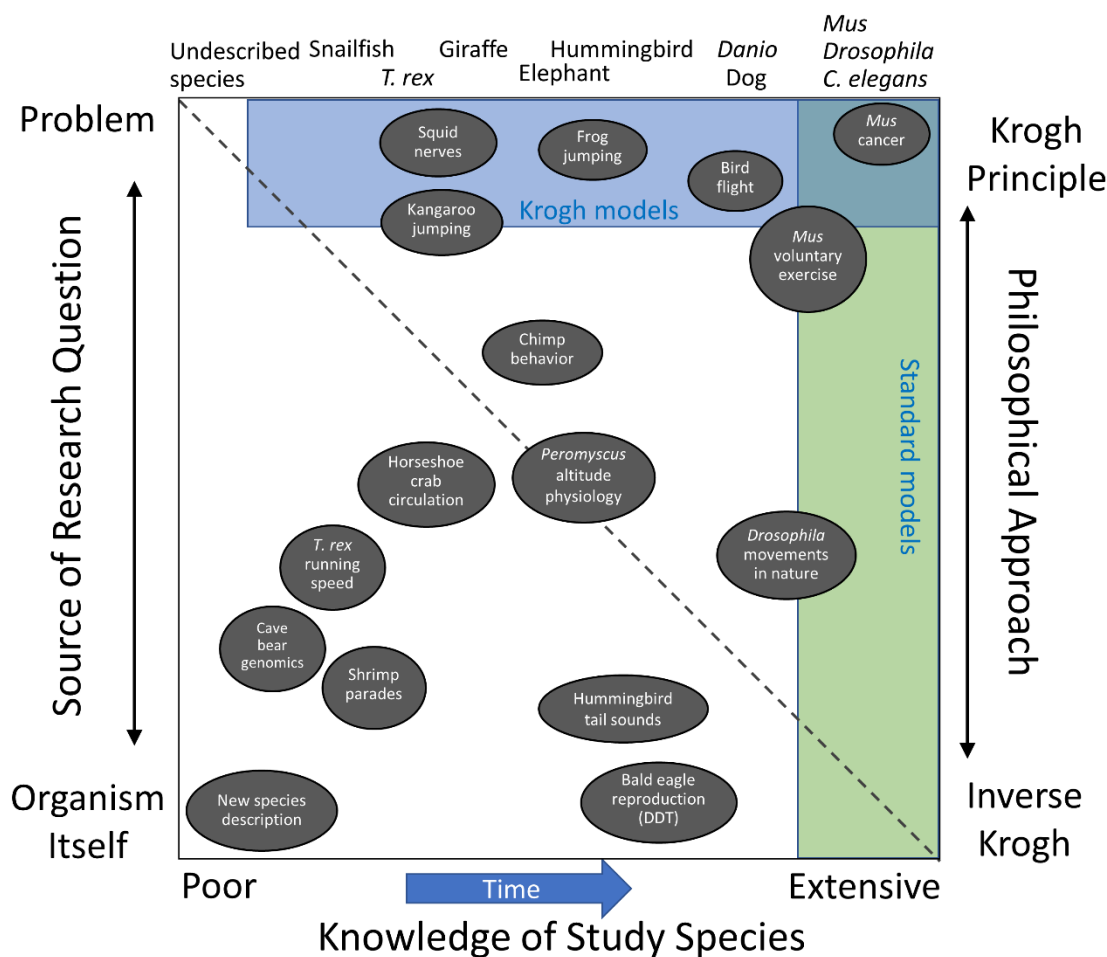 Undescribed
species
Snailfish
T. rex
Giraffe
Elephant
Hummingbird
Danio
Dog
Mus
Drosophila
C. elegans
Problem
Source of Research Question
Organism
Itself
Krogh
Principle
Philosophical Approach
Inverse
Krogh
Squid
nerves
Frog
jumping
Bird
flight
Mus
cancer
Kangaroo
jumping
Krogh models
Mus
voluntary
exercise
Chimp
behavior
Standard models
Horseshoe
crab
circulation
Peromyscus
altitude
physiology
T. rex
running
speed
Drosophila
movements
in nature
Cave
bear
genomics
Shrimp
parades
Hummingbird
tail sounds
New species
description
Bald eagle
reproduction
(DDT)
Poor
Time
Extensive
Knowledge of Study Species